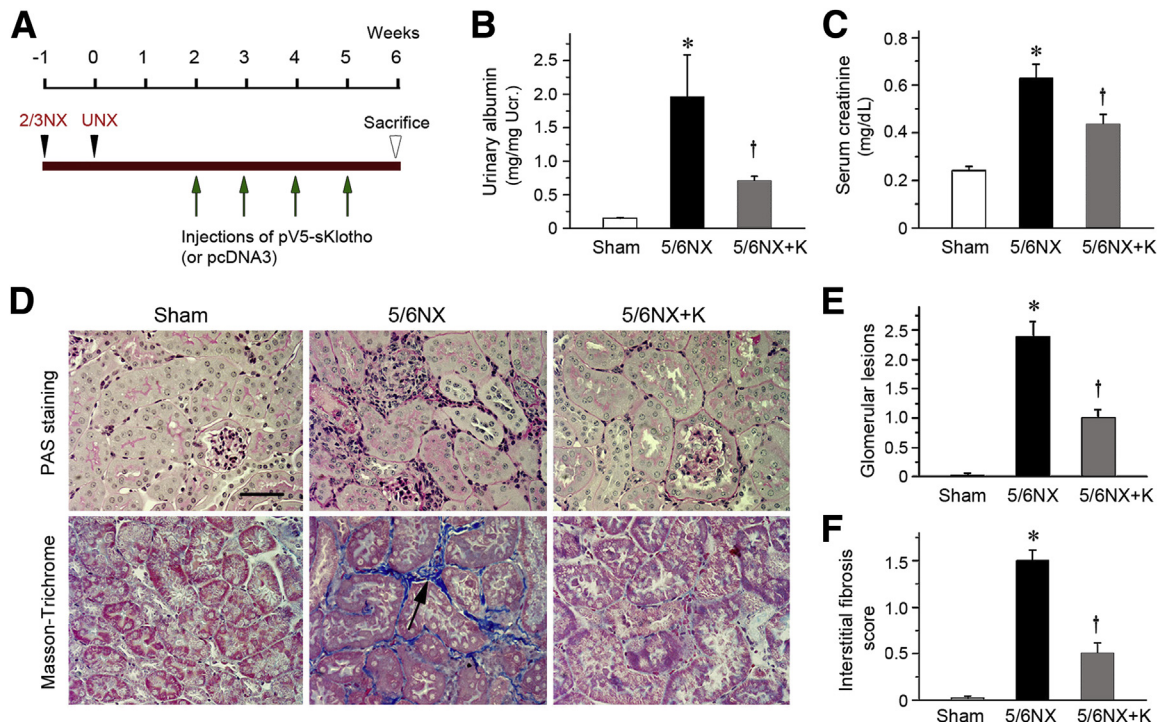 A
Weeks
-1 0 1 2 3 4 5 6
2/3NX UNX Sacrifice
Injections of pV5-sKlotho
(or pcDNA3)
B
Urinary albumin
(mg/mg Ucr.)
2.5
2.0
1.5
1.0
0.5
0
*
†
Sham 5/6NX 5/6NX+K
C
Serum creatinine
(mg/dL)
0.8
0.6
0.4
0.2
0
*
†
Sham 5/6NX 5/6NX+K
D
Sham 5/6NX 5/6NX+K
PAS staining
Masson-Trichrome
E
Glomerular lesions
2.5
2.0
1.5
1.0
0.5
0
*
†
Sham 5/6NX 5/6NX+K
F
Interstitial fibrosis
score
1.5
1.0
0.5
0
*
†
Sham 5/6NX 5/6NX+K